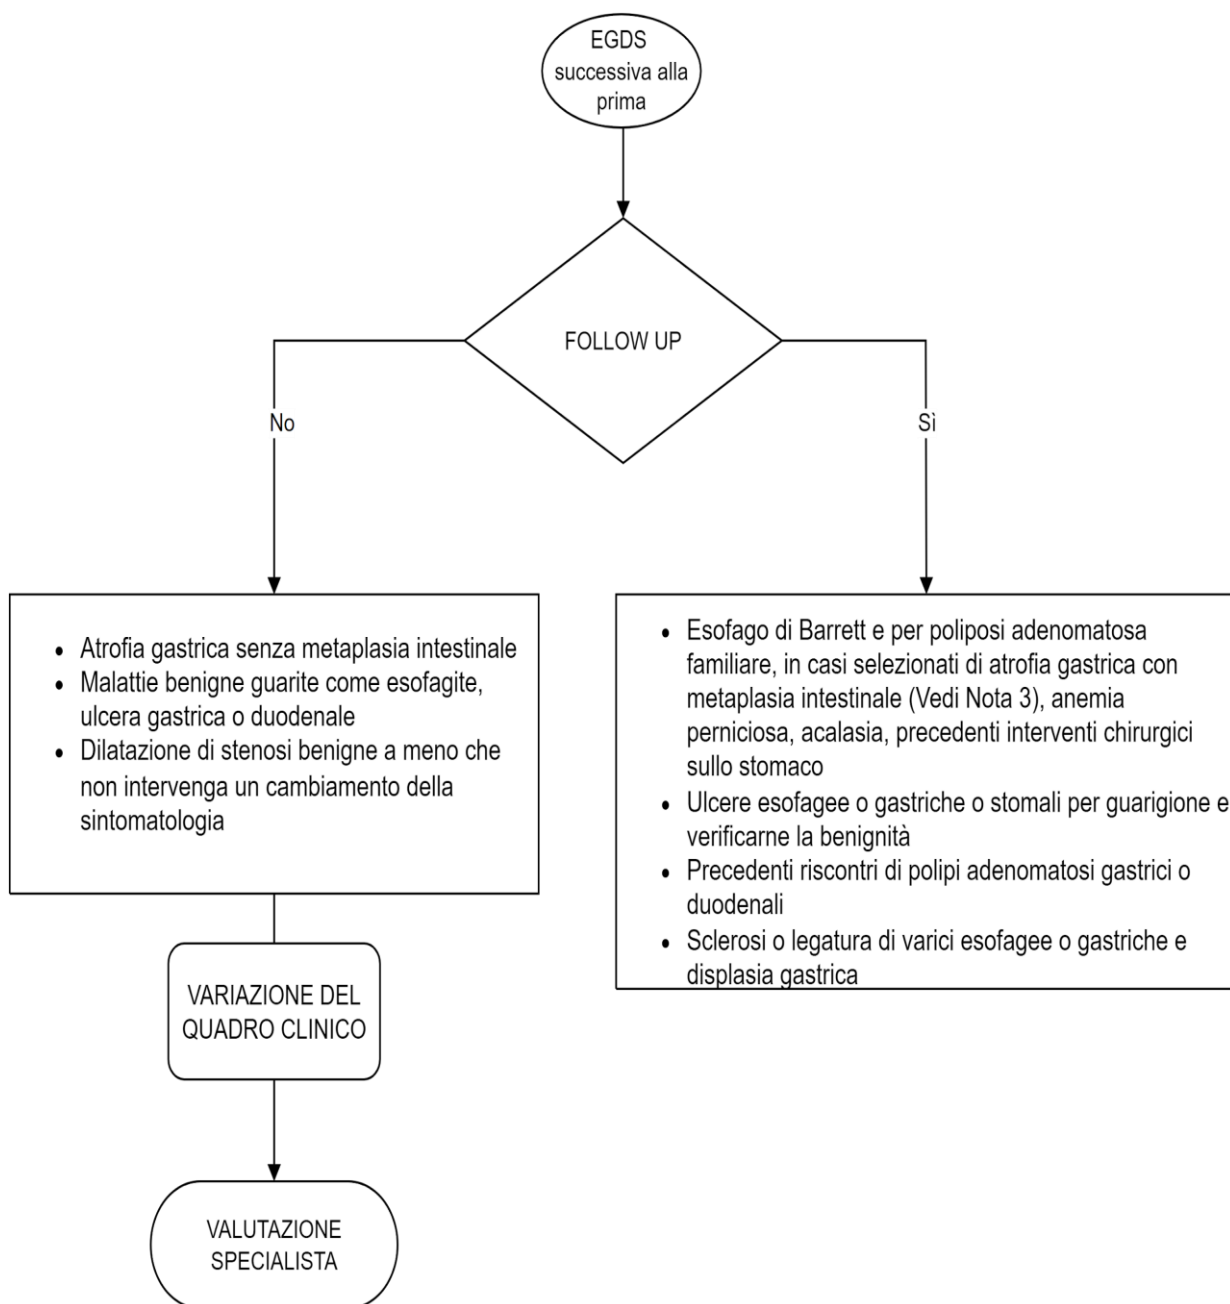 EGDS
successiva alla
prima
FOLLOW UP
No
Sì
• Atrofia gastrica senza metaplasia intestinale
• Malattie benigne guarite come esofagite,
ulcera gastrica o duodenale
• Dilatazione di stenosi benigne a meno che
non intervenga un cambiamento della
sintomatologia
• Esofago di Barrett e per poliposi adenomatosa
familiare, in casi selezionati di atrofia gastrica con
metaplasia intestinale (Vedi Nota 3), anemia
perniciosa, acalasia, precedenti interventi chirurgici
sullo stomaco
• Ulcere esofagee o gastriche o stomali per guarigione e
verificarne la benignità
• Precedenti riscontri di polipi adenomatosi gastrici o
duodenali
• Sclerosi o legatura di varici esofagee o gastriche e
displasia gastrica
VARIAZIONE DEL
QUADRO CLINICO
VALUTAZIONE
SPECIALISTA